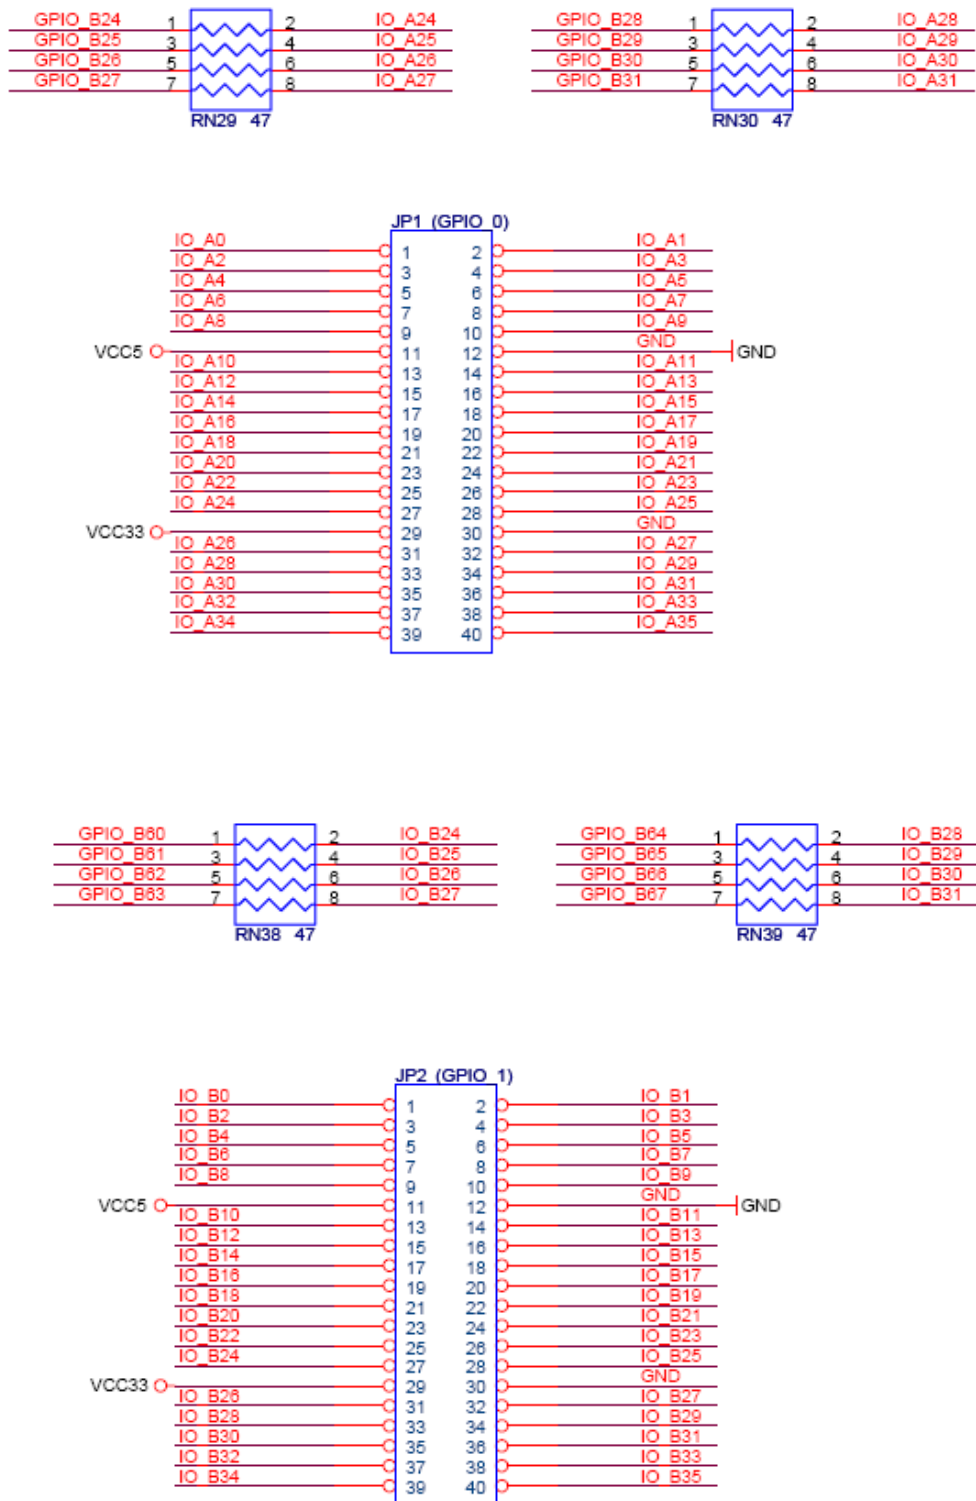 GPIO_B24 1 2 IO_A24 GPIO_B28 1 2 IO_A28
GPIO_B25 3 4 IO_A25 GPIO_B29 3 4 IO_A29
GPIO_B26 5 6 IO_A26 GPIO_B30 5 6 IO_A30
GPIO_B27 7 8 IO_A27 GPIO_B31 7 8 IO_A31
RN29 47 RN30 47
JP1 (GPIO 0)
IO_A0 1 2 IO_A1
IO_A2 3 4 IO_A3
IO_A4 5 6 IO_A5
IO_A6 7 8 IO_A7
IO_A8 9 10 IO_A9
VCC5 11 12 GND GND
IO_A10 13 14 IO_A11
IO_A12 15 16 IO_A13
IO_A14 17 18 IO_A15
IO_A16 19 20 IO_A17
IO_A18 21 22 IO_A19
IO_A20 23 24 IO_A21
IO_A22 25 26 IO_A23
IO_A24 27 28 IO_A25
VCC33 29 30 GND
IO_A26 31 32 IO_A27
IO_A28 33 34 IO_A29
IO_A30 35 36 IO_A31
IO_A32 37 38 IO_A33
IO_A34 39 40 IO_A35
GPIO_B60 1 2 IO_B24 GPIO_B64 1 2 IO_B28
GPIO_B61 3 4 IO_B25 GPIO_B65 3 4 IO_B29
GPIO_B62 5 6 IO_B26 GPIO_B66 5 6 IO_B30
GPIO_B63 7 8 IO_B27 GPIO_B67 7 8 IO_B31
RN38 47 RN39 47
JP2 (GPIO 1)
IO_B0 1 2 IO_B1
IO_B2 3 4 IO_B3
IO_B4 5 6 IO_B5
IO_B6 7 8 IO_B7
IO_B8 9 10 IO_B9
VCC5 11 12 GND GND
IO_B10 13 14 IO_B11
IO_B12 15 16 IO_B13
IO_B14 17 18 IO_B15
IO_B16 19 20 IO_B17
IO_B18 21 22 IO_B19
IO_B20 23 24 IO_B21
IO_B22 25 26 IO_B23
IO_B24 27 28 IO_B25
VCC33 29 30 GND
IO_B26 31 32 IO_B27
IO_B28 33 34 IO_B29
IO_B30 35 36 IO_B31
IO_B32 37 38 IO_B33
IO_B34 39 40 IO_B35